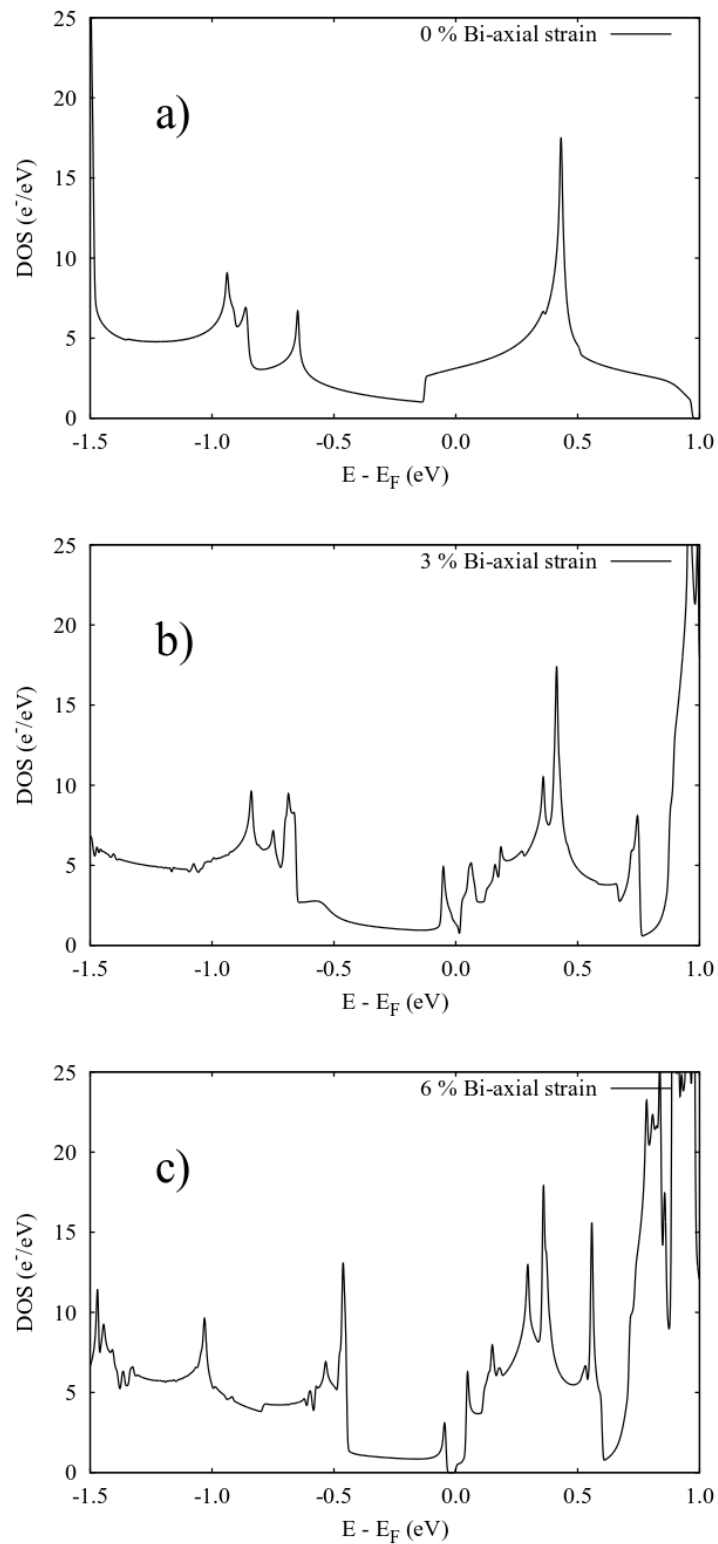 25
0 % Bi-axial strain
20
a)
15
DOS (e⁻/eV)
10
5
0
-1.5 -1.0 -0.5 0.0 0.5 1.0
E - E_F (eV)
25
3 % Bi-axial strain
20
b)
15
DOS (e⁻/eV)
10
5
0
-1.5 -1.0 -0.5 0.0 0.5 1.0
E - E_F (eV)
25
6 % Bi-axial strain
20
c)
15
DOS (e⁻/eV)
10
5
0
-1.5 -1.0 -0.5 0.0 0.5 1.0
E - E_F (eV)